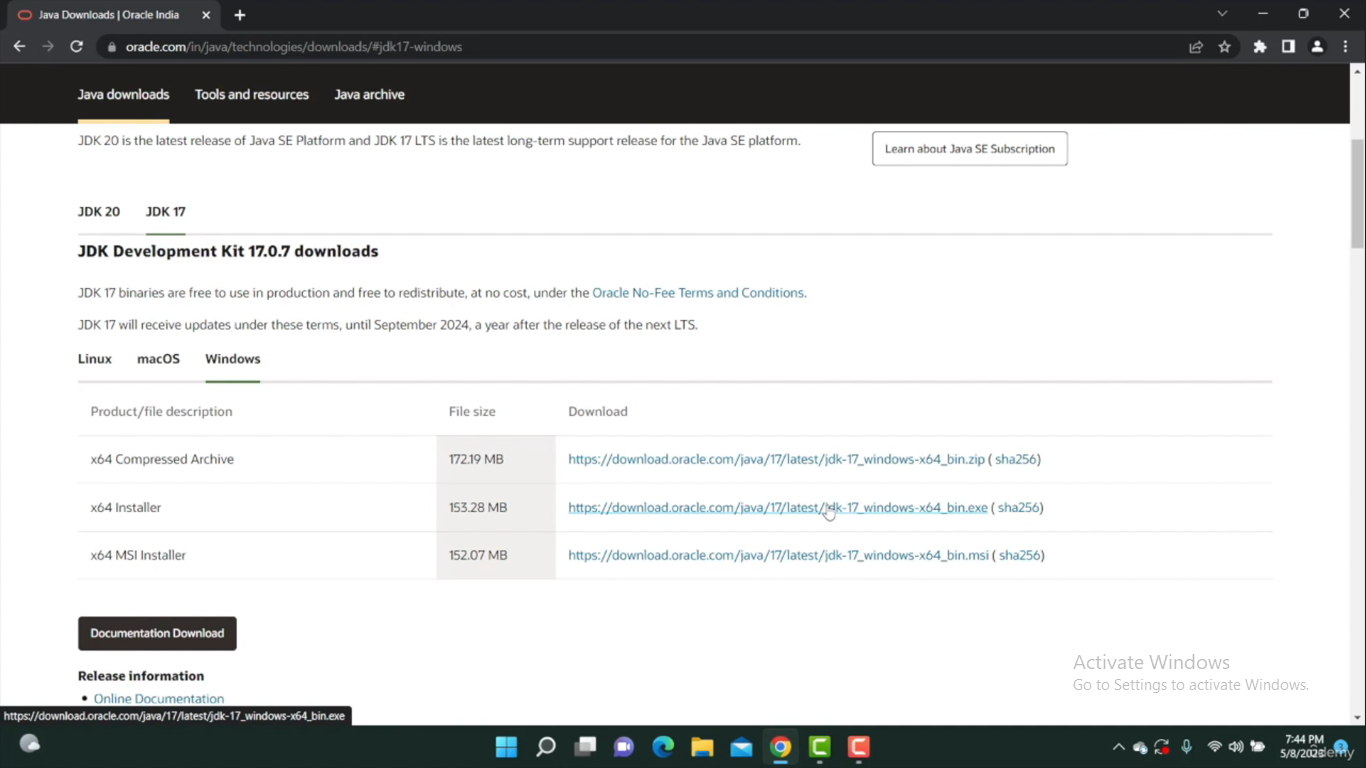 Java Downloads | Oracle India
oracle.com/in/java/technologies/downloads/#jdk17-windows
Java downloads Tools and resources Java archive
JDK 20 is the latest release of Java SE Platform and JDK 17 LTS is the latest long-term support release for the Java SE platform.
Learn about Java SE Subscription
JDK 20 JDK 17
JDK Development Kit 17.0.7 downloads
JDK 17 binaries are free to use in production and free to redistribute, at no cost, under the Oracle No-Fee Terms and Conditions.
JDK 17 will receive updates under these terms, until September 2024, a year after the release of the next LTS.
Linux macOS Windows
Product/file description File size Download
x64 Compressed Archive 172.19 MB https://download.oracle.com/java/17/latest/jdk-17_windows-x64_bin.zip ( sha256)
x64 Installer 153.28 MB https://download.oracle.com/java/17/latest/jdk-17_windows-x64_bin.exe ( sha256)
x64 MSI Installer 152.07 MB https://download.oracle.com/java/17/latest/jdk-17_windows-x64_bin.msi ( sha256)
Documentation Download
Release information
Online Documentation
Activate Windows
Go to Settings to activate Windows.
https://download.oracle.com/java/17/latest/jdk-17_windows-x64_bin.exe
7:44 PM